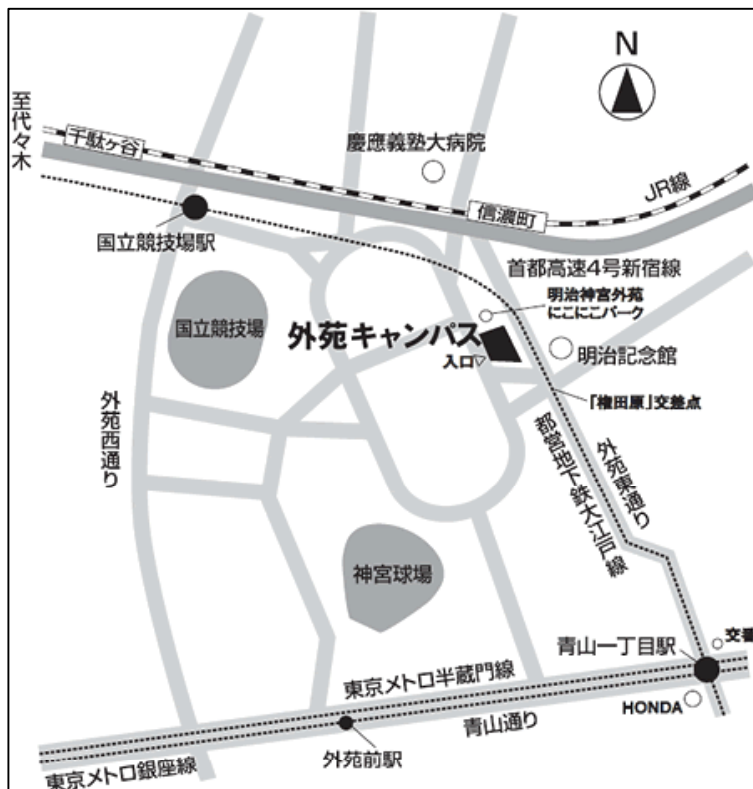 N
至代々木
千駄ヶ谷
慶應義塾大病院
信濃町
JR線
国立競技場駅
首都高速4号新宿線
明治神宮外苑
にこにこパーク
国立競技場
外苑キャンパス
入口
明治記念館
「権田原」交差点
外苑西通り
都営地下鉄大江戸線
外苑東通り
神宮球場
交番
青山一丁目駅
東京メトロ半蔵門線
青山通り
HONDA
外苑前駅
東京メトロ銀座線